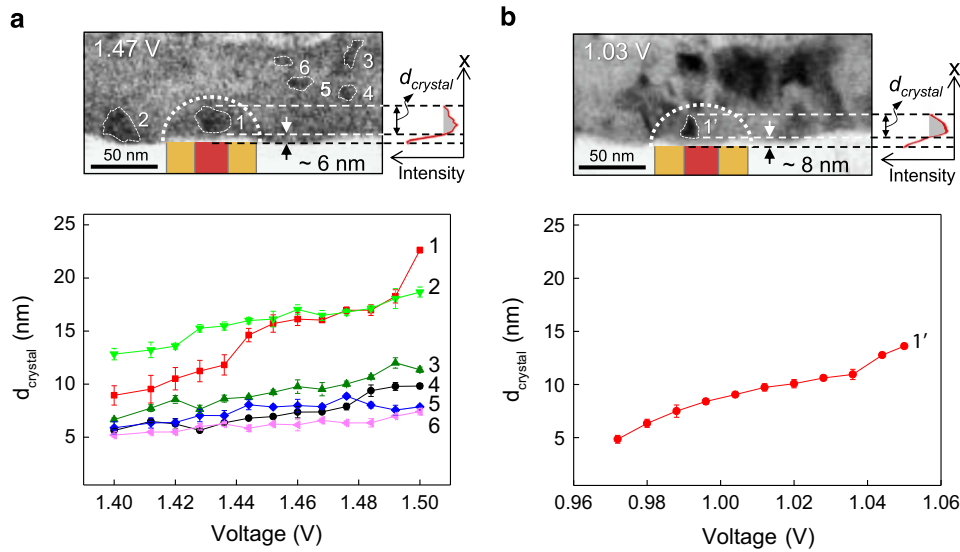 a
1.47 V
1
2
3
4
5
6
50 nm
~ 6 nm
d_crystal
X
Intensity
d_crystal (nm)
25
20
15
10
5
1
2
3
4
5
6
1.40
1.42
1.44
1.46
1.48
1.50
Voltage (V)
b
1.03 V
1'
50 nm
~ 8 nm
d_crystal
X
Intensity
d_crystal (nm)
25
20
15
10
5
1'
0.96
0.98
1.00
1.02
1.04
1.06
Voltage (V)